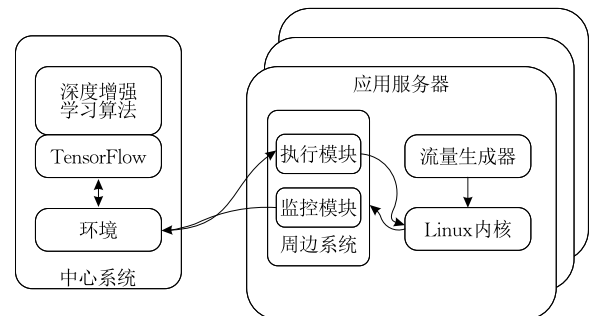 深度增强
学习算法
TensorFlow
环境
中心系统
应用服务器
执行模块
监控模块
周边系统
流量生成器
Linux内核